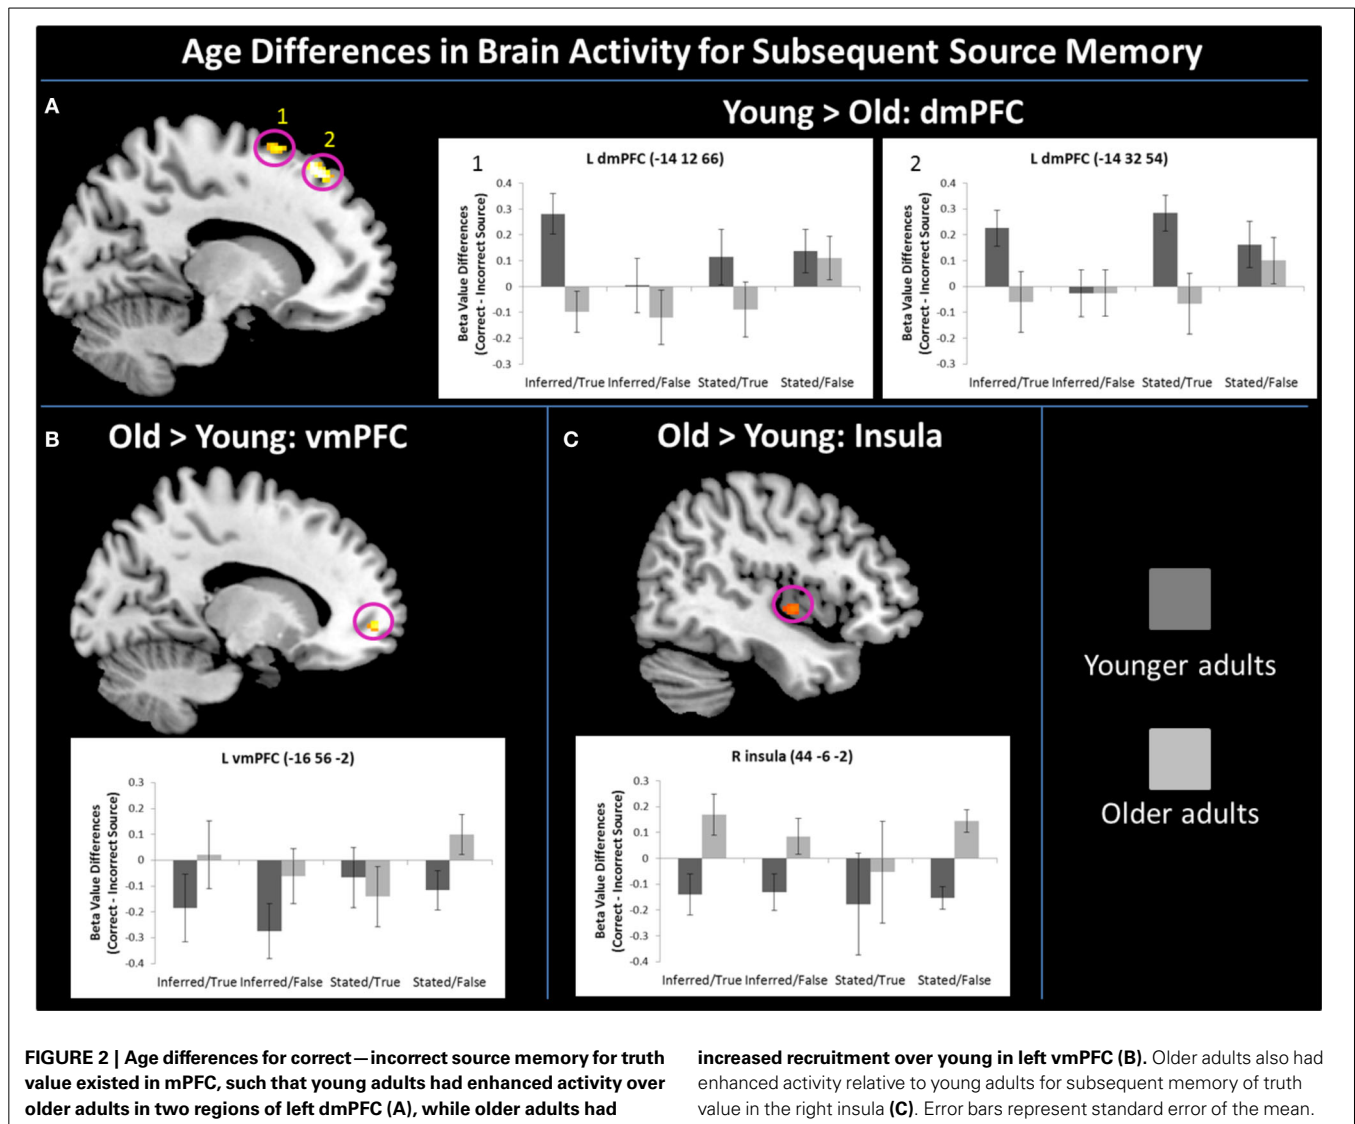 Age Differences in Brain Activity for Subsequent Source Memory
A
1
2
Young > Old: dmPFC
1
L dmPFC (-14 12 66)
Beta Value Differences
(Correct - Incorrect Source)
0.4
0.3
0.2
0.1
0
-0.1
-0.2
-0.3
Inferred/True Inferred/False Stated/True Stated/False
2
L dmPFC (-14 32 54)
Beta Value Differences
(Correct - Incorrect Source)
0.4
0.3
0.2
0.1
0
-0.1
-0.2
-0.3
Inferred/True Inferred/False Stated/True Stated/False
B
Old > Young: vmPFC
L vmPFC (-16 56 -2)
Beta Value Differences
(Correct - Incorrect Source)
0.3
0.2
0.1
0
-0.1
-0.2
-0.3
-0.4
Inferred/True Inferred/False Stated/True Stated/False
C
Old > Young: Insula
R insula (44 -6 -2)
Beta Value Differences
(Correct - Incorrect Source)
0.3
0.2
0.1
0
-0.1
-0.2
-0.3
-0.4
Inferred/True Inferred/False Stated/True Stated/False
Younger adults
Older adults
FIGURE 2 | Age differences for correct—incorrect source memory for truth
value existed in mPFC, such that young adults had enhanced activity over
older adults in two regions of left dmPFC (A), while older adults had
increased recruitment over young in left vmPFC (B). Older adults also had
enhanced activity relative to young adults for subsequent memory of truth
value in the right insula (C). Error bars represent standard error of the mean.